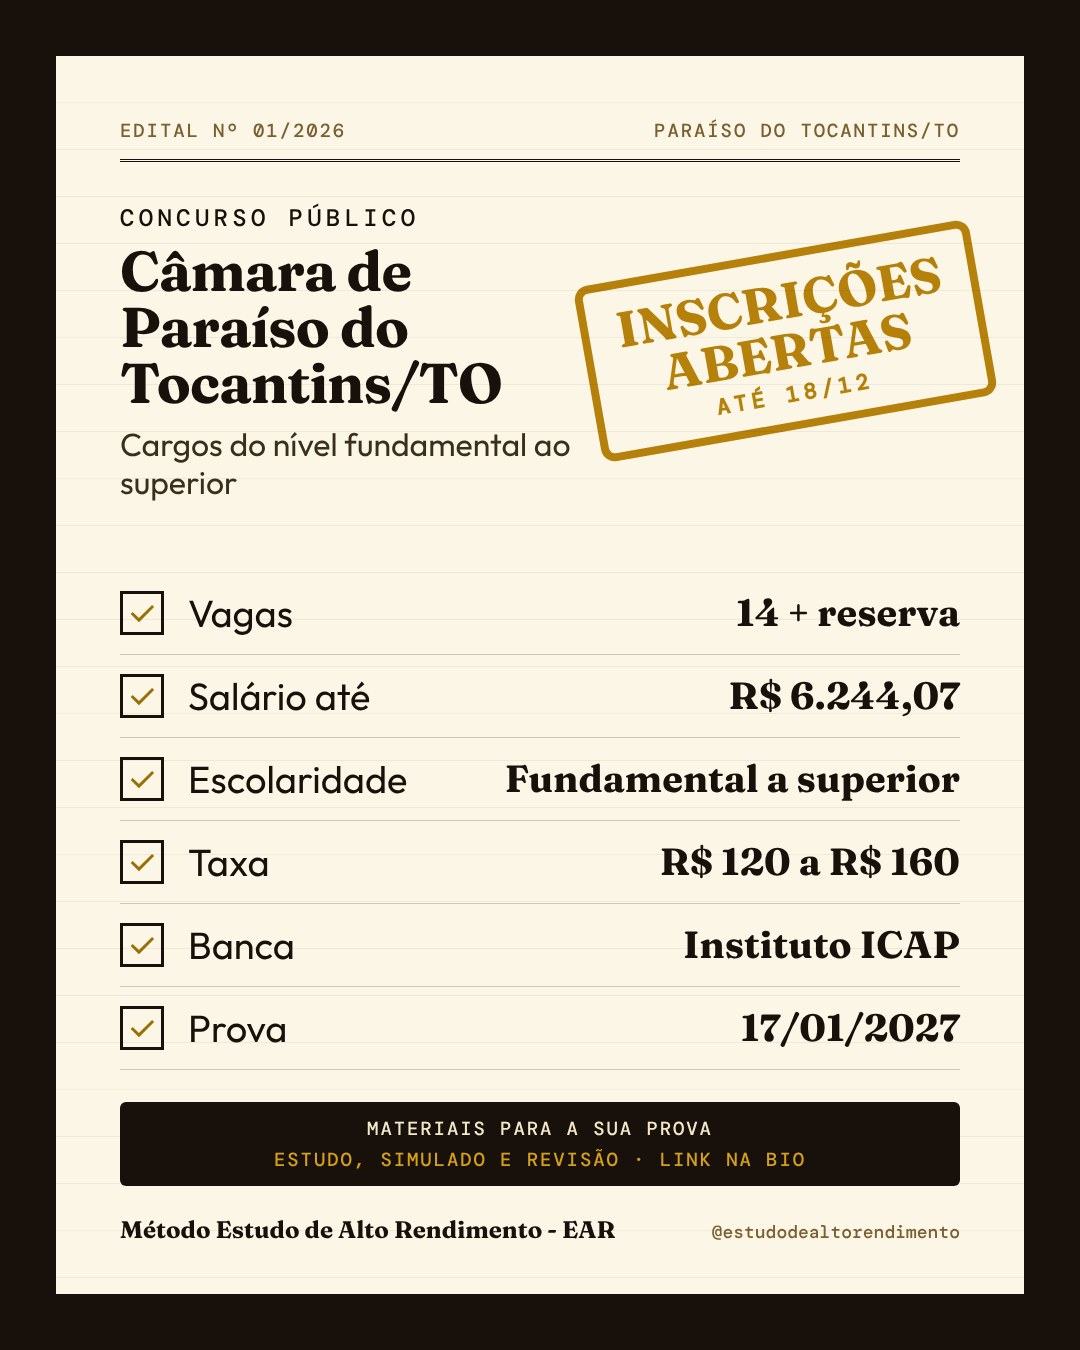 EDITAL Nº 01/2026
PARAÍSO DO TOCANTINS/TO
CONCURSO PÚBLICO
Câmara de
Paraíso do
Tocantins/TO
Cargos do nível fundamental ao
superior
INSCRIÇÕES
ABERTAS
ATÉ 18/12
Vagas
14 + reserva
Salário até
R$ 6.244,07
Escolaridade
Fundamental a superior
Taxa
R$ 120 a R$ 160
Banca
Instituto ICAP
Prova
17/01/2027
MATERIAIS PARA A SUA PROVA
ESTUDO, SIMULADO E REVISÃO · LINK NA BIO
Método Estudo de Alto Rendimento - EAR
@estudodealtorendimento